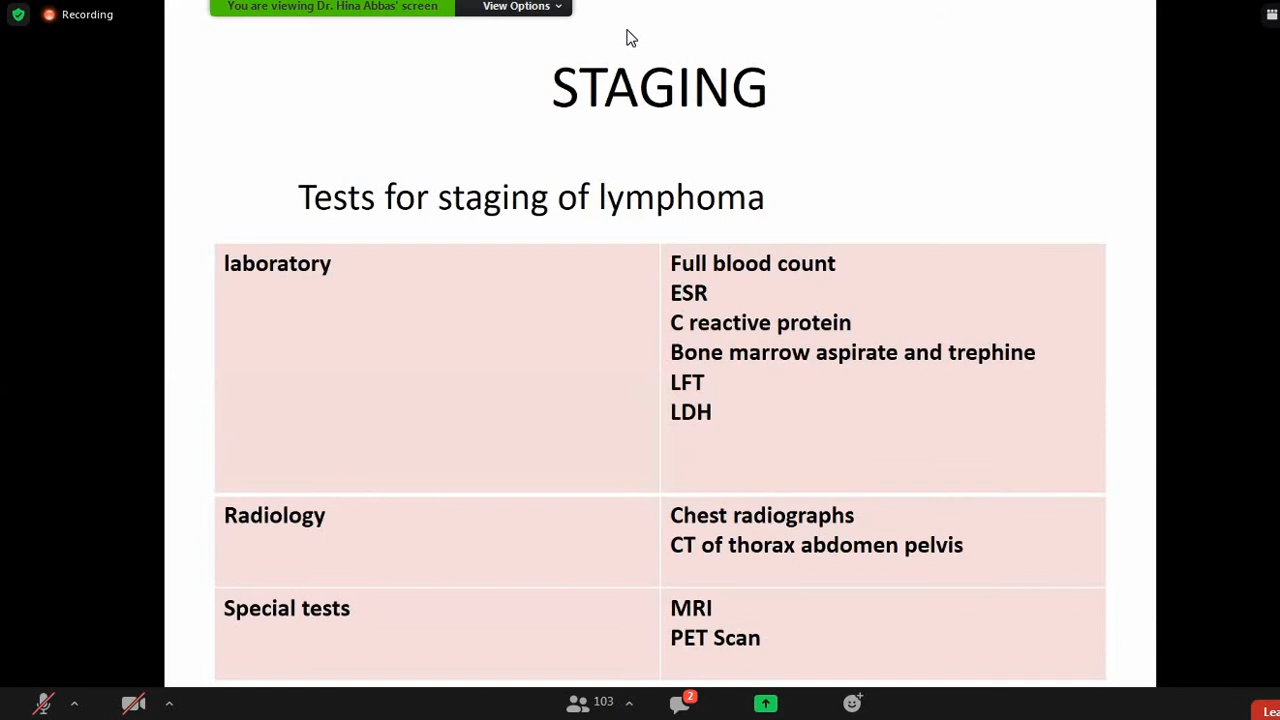 Recording
You are viewing Dr. Hina Abbas' screen
View Options
STAGING
Tests for staging of lymphoma
laboratory
Full blood count
ESR
C reactive protein
Bone marrow aspirate and trephine
LFT
LDH
Radiology
Chest radiographs
CT of thorax abdomen pelvis
Special tests
MRI
PET Scan
103
2
Lea